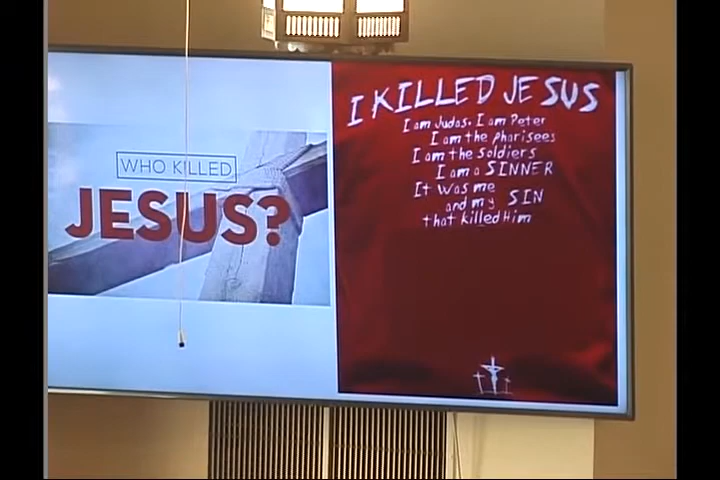 WHO KILLED
JESUS?
I KILLED JESUS
I am Judas. I am Peter
I am the pharisees
I am the Soldiers
I am a SINNER
It was me
and my SIN
that killed Him